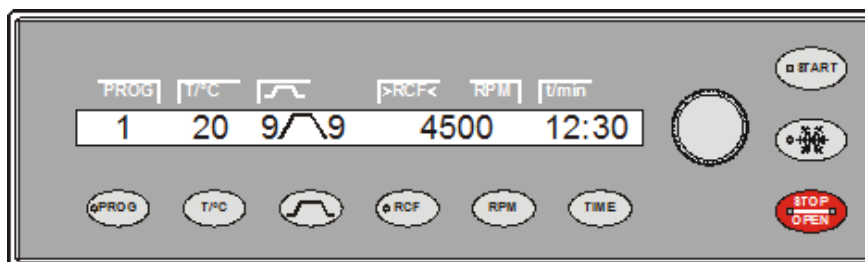 PROG T/°C >RCF< RPM t/min
1 20 9 9 4500 12:30
PROG T/°C RCF RPM TIME
START
STOP
OPEN